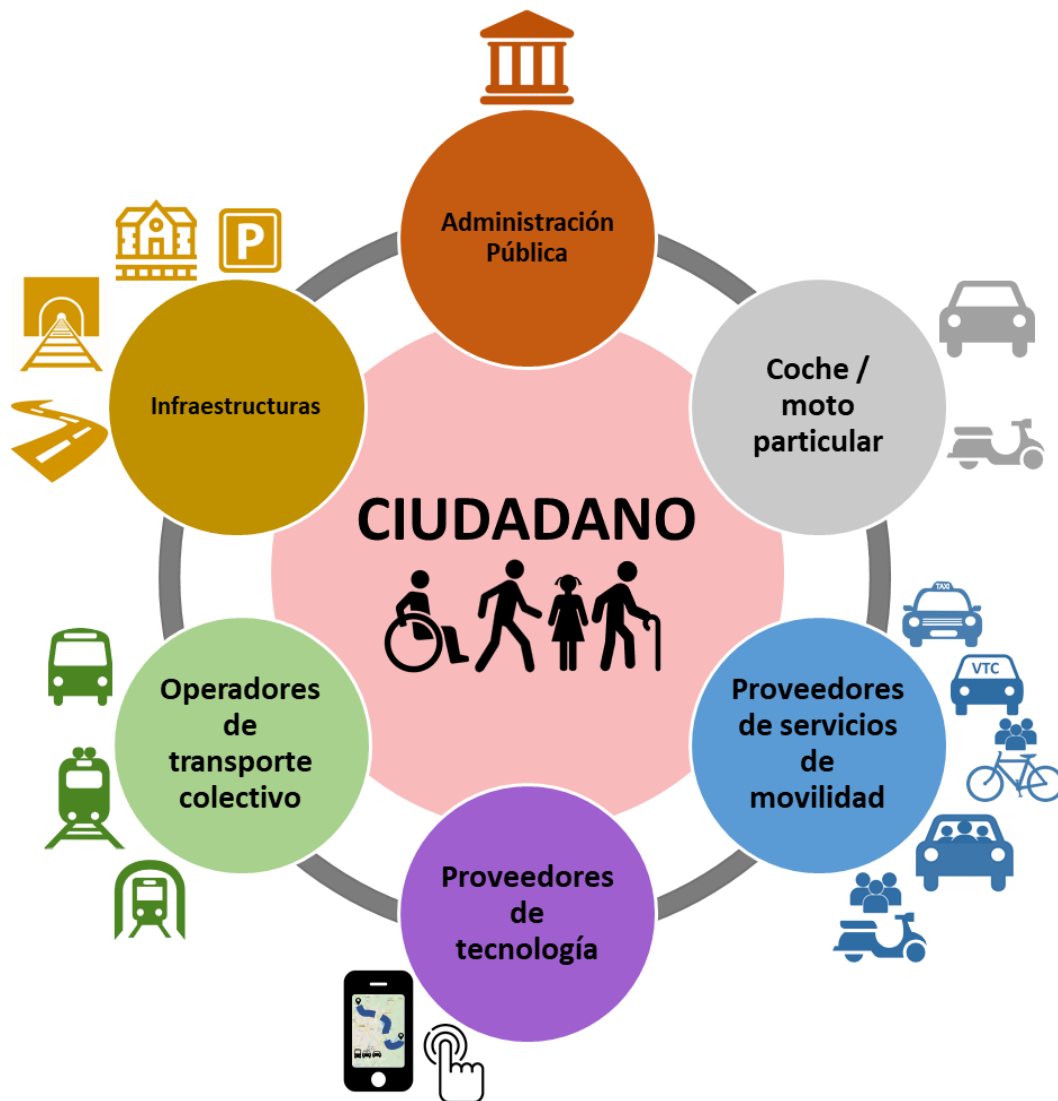 Administración
Pública
P
Infraestructuras
Coche /
moto
particular
CIUDADANO
TAXI
VTC
Operadores
de
transporte
colectivo
Proveedores
de servicios
de
movilidad
Proveedores
de
tecnología